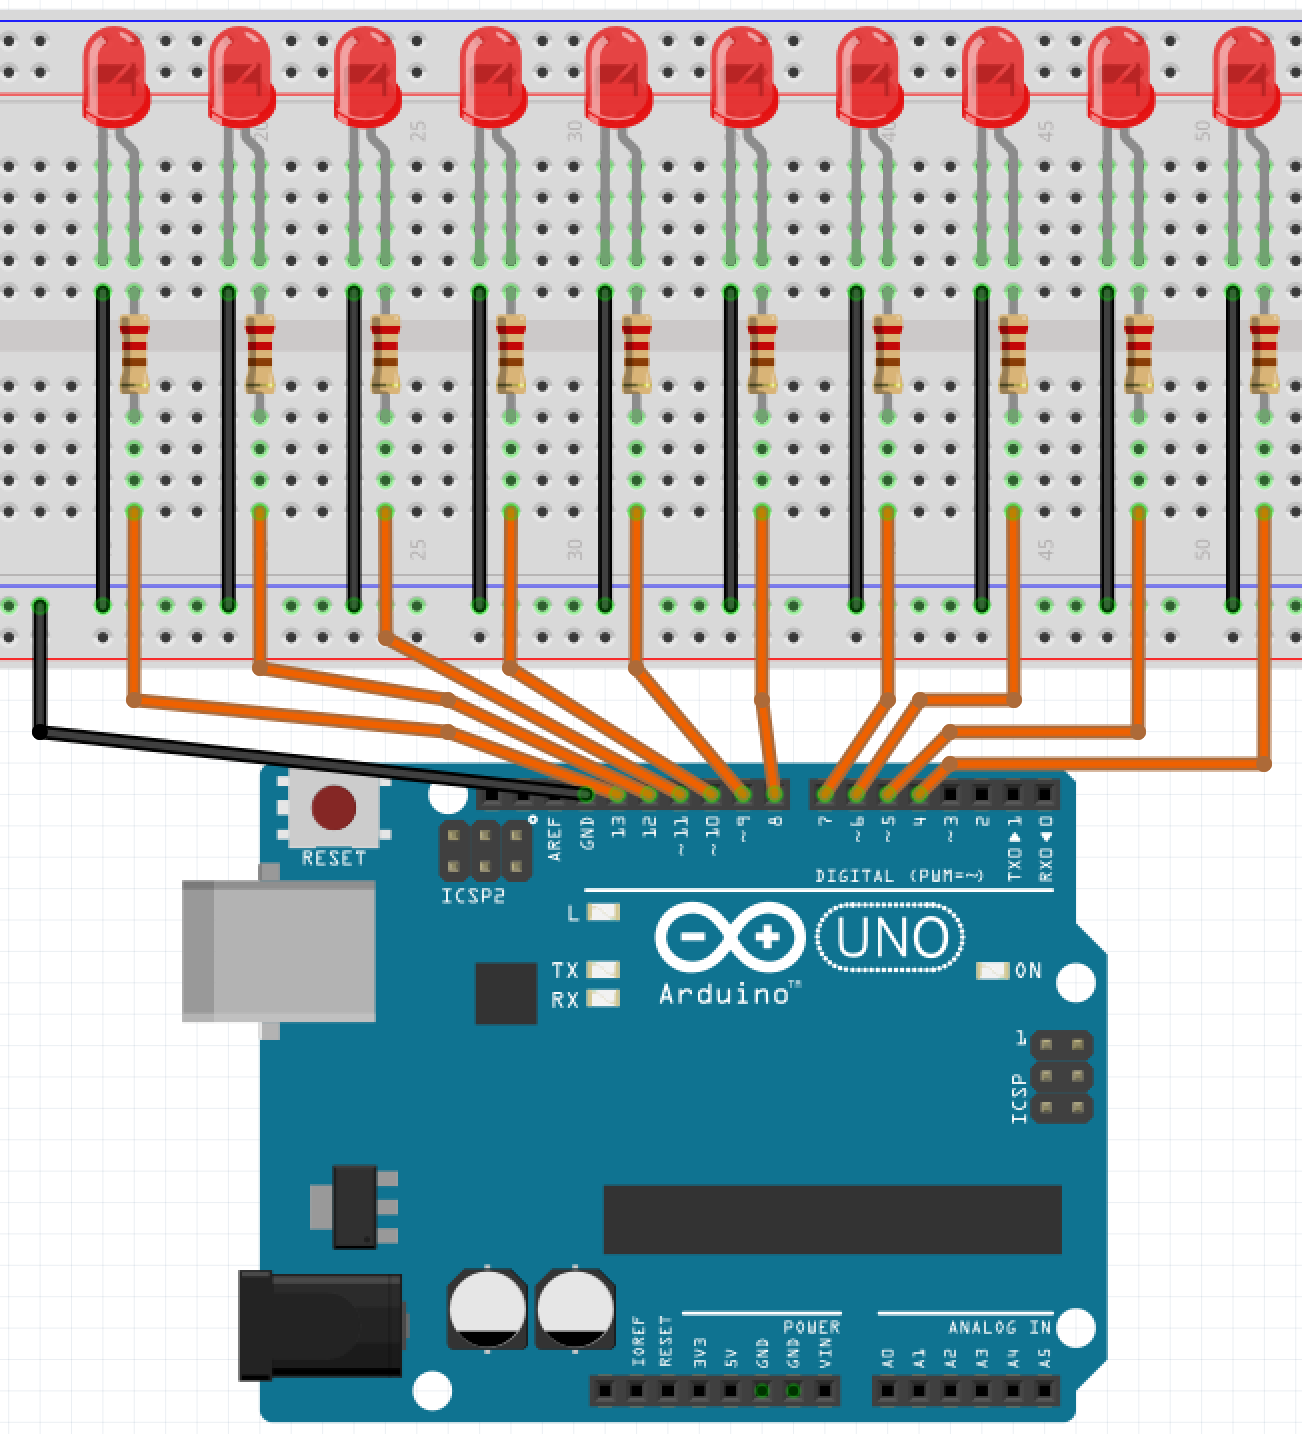 20 25 30 40 45 50
25 30 45 50
RESET
ICSP2
AREF
GND
13
12
~11
~10
~9
8
7
~6
~5
4
~3
2
TX0▶1
RX0◀0
DIGITAL (PWM=~)
L
TX
RX
UNO
Arduino™
ON
1
ICSP
IOREF
RESET
3V3
5V
GND
GND
VIN
POWER
ANALOG IN
A0
A1
A2
A3
A4
A5